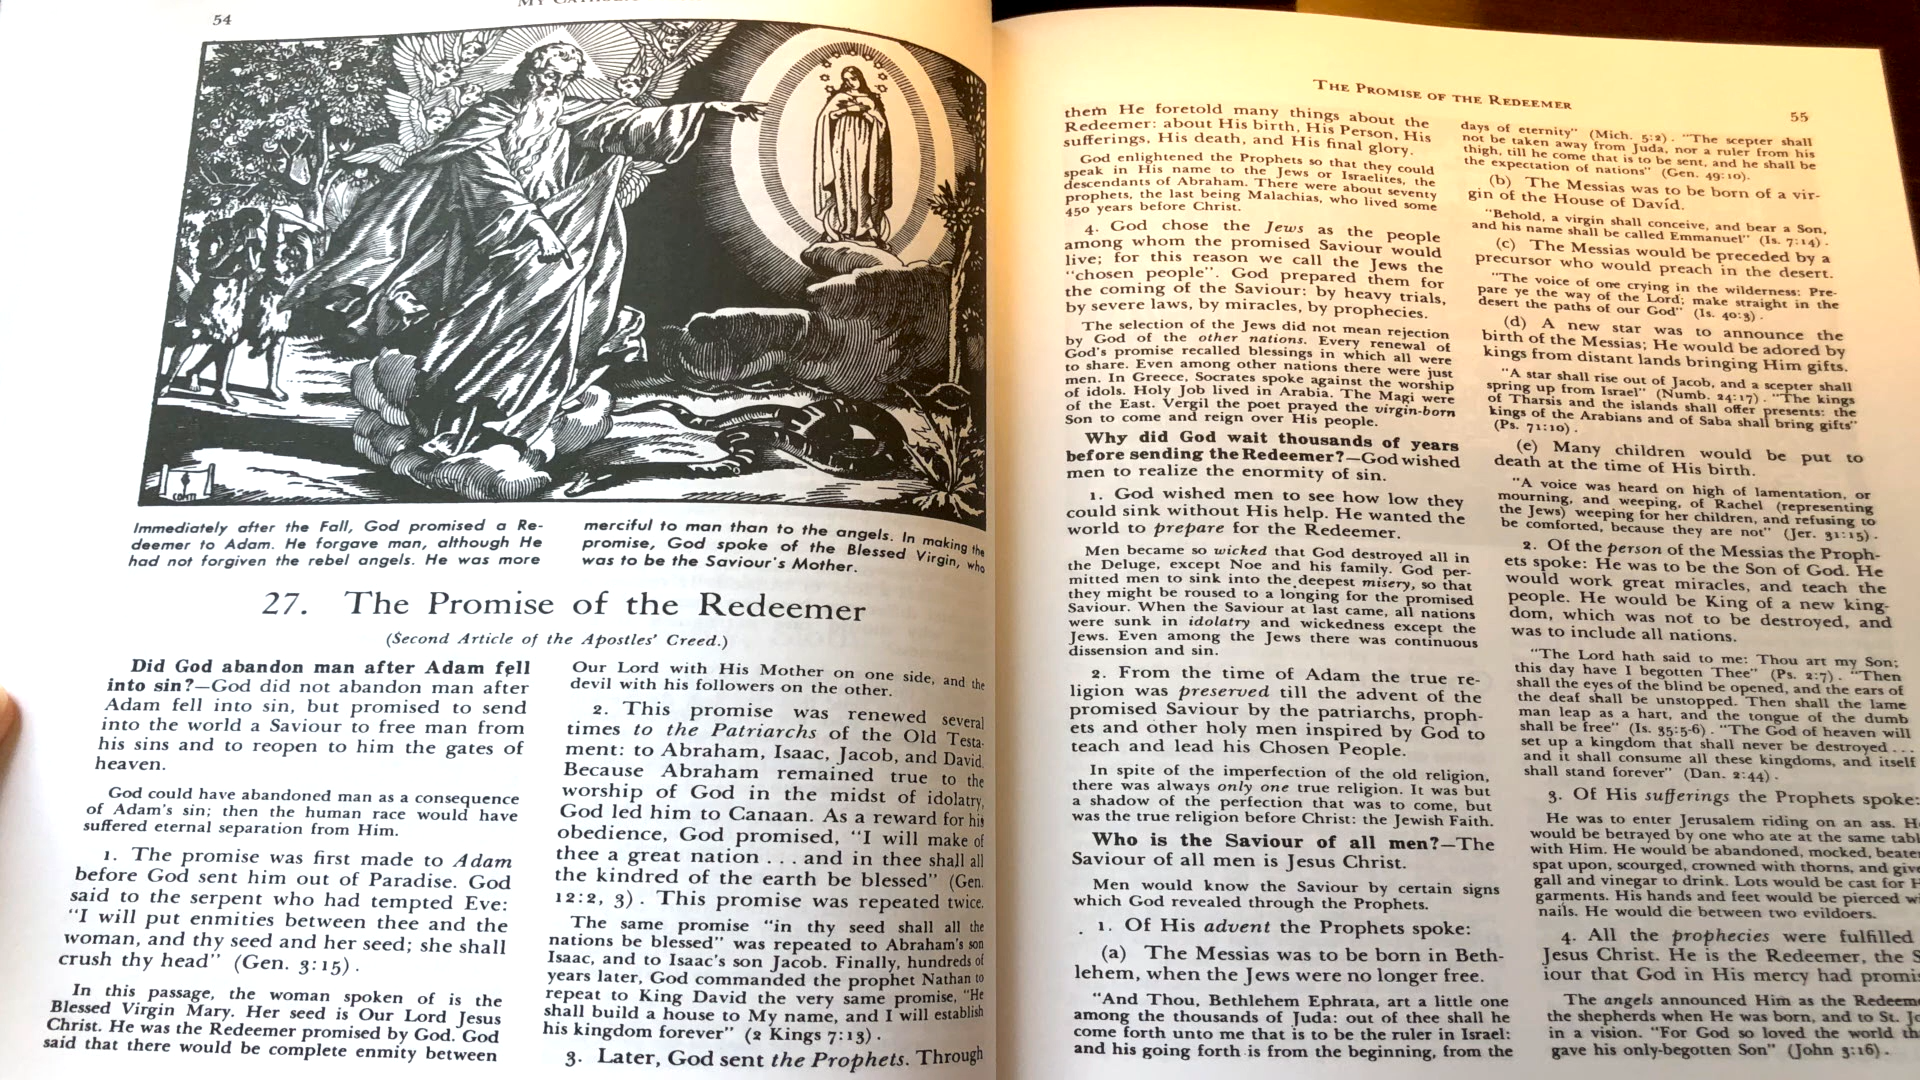 54
MY CATHOLIC
Immediately after the Fall, God promised a Re-
deemer to Adam. He forgave man, although He
had not forgiven the rebel angels. He was more
merciful to man than to the angels. In making the
promise, God spoke of the Blessed Virgin, who
was to be the Saviour's Mother.
27. The Promise of the Redeemer
(Second Article of the Apostles' Creed.)
Did God abandon man after Adam fell
into sin?—God did not abandon man after
Adam fell into sin, but promised to send
into the world a Saviour to free man from
his sins and to reopen to him the gates of
heaven.
God could have abandoned man as a consequence
of Adam's sin; then the human race would have
suffered eternal separation from Him.
1. The promise was first made to Adam
before God sent him out of Paradise. God
said to the serpent who had tempted Eve:
"I will put enmities between thee and the
woman, and thy seed and her seed; she shall
crush thy head" (Gen. 3:15).
In this passage, the woman spoken of is the
Blessed Virgin Mary. Her seed is Our Lord Jesus
Christ. He was the Redeemer promised by God. God
said that there would be complete enmity between
Our Lord with His Mother on one side, and the
devil with his followers on the other.
2. This promise was renewed several
times to the Patriarchs of the Old Testa-
ment: to Abraham, Isaac, Jacob, and David.
Because Abraham remained true to the
worship of God in the midst of idolatry,
God led him to Canaan. As a reward for his
obedience, God promised, "I will make of
thee a great nation . . . and in thee shall all
the kindred of the earth be blessed" (Gen.
12:2, 3). This promise was repeated twice.
The same promise "in thy seed shall all the
nations be blessed" was repeated to Abraham's son
Isaac, and to Isaac's son Jacob. Finally, hundreds of
years later, God commanded the prophet Nathan to
repeat to King David the very same promise, "He
shall build a house to My name, and I will establish
his kingdom forever" (2 Kings 7:13).
3. Later, God sent the Prophets. Through
THE PROMISE OF THE REDEEMER
55
them He foretold many things about the
Redeemer: about His birth, His Person, His
sufferings, His death, and His final glory.
God enlightened the Prophets so that they could
speak in His name to the Jews or Israelites, the
descendants of Abraham. There were about seventy
prophets, the last being Malachias, who lived some
450 years before Christ.
4. God chose the Jews as the people
among whom the promised Saviour would
live; for this reason we call the Jews the
"chosen people". God prepared them for
the coming of the Saviour: by heavy trials,
by severe laws, by miracles, by prophecies.
The selection of the Jews did not mean rejection
by God of the other nations. Every renewal of
God's promise recalled blessings in which all were
to share. Even among other nations there were just
men. In Greece, Socrates spoke against the worship
of idols. Holy Job lived in Arabia. The Magi were
of the East. Vergil the poet prayed the virgin-born
Son to come and reign over His people.
Why did God wait thousands of years
before sending the Redeemer?—God wished
men to realize the enormity of sin.
1. God wished men to see how low they
could sink without His help. He wanted the
world to prepare for the Redeemer.
Men became so wicked that God destroyed all in
the Deluge, except Noe and his family. God per-
mitted men to sink into the deepest misery, so that
they might be roused to a longing for the promised
Saviour. When the Saviour at last came, all nations
were sunk in idolatry and wickedness except the
Jews. Even among the Jews there was continuous
dissension and sin.
2. From the time of Adam the true re-
ligion was preserved till the advent of the
promised Saviour by the patriarchs, proph-
ets and other holy men inspired by God to
teach and lead his Chosen People.
In spite of the imperfection of the old religion,
there was always only one true religion. It was but
a shadow of the perfection that was to come, but
was the true religion before Christ: the Jewish Faith.
Who is the Saviour of all men?—The
Saviour of all men is Jesus Christ.
Men would know the Saviour by certain signs
which God revealed through the Prophets.
1. Of His advent the Prophets spoke:
(a) The Messias was to be born in Beth-
lehem, when the Jews were no longer free.
"And Thou, Bethlehem Ephrata, art a little one
among the thousands of Juda: out of thee shall he
come forth unto me that is to be the ruler in Israel:
and his going forth is from the beginning, from the
days of eternity" (Mich. 5:2). "The scepter shall
not be taken away from Juda, nor a ruler from his
thigh, till he come that is to be sent, and he shall be
the expectation of nations" (Gen. 49:10).
(b) The Messias was to be born of a vir-
gin of the House of David.
"Behold, a virgin shall conceive, and bear a Son,
and his name shall be called Emmanuel" (Is. 7:14).
(c) The Messias would be preceded by a
precursor who would preach in the desert.
"The voice of one crying in the wilderness: Pre-
pare ye the way of the Lord; make straight in the
desert the paths of our God" (Is. 40:3).
(d) A new star was to announce the
birth of the Messias; He would be adored by
kings from distant lands bringing Him gifts.
"A star shall rise out of Jacob, and a scepter shall
spring up from Israel" (Numb. 24:17). "The kings
of Tharsis and the islands shall offer presents: the
kings of the Arabians and of Saba shall bring gifts"
(Ps. 71:10).
(e) Many children would be put to
death at the time of His birth.
"A voice was heard on high of lamentation, or
mourning, and weeping, of Rachel (representing
the Jews) weeping for her children, and refusing to
be comforted, because they are not" (Jer. 31:15).
2. Of the person of the Messias the Proph-
ets spoke: He was to be the Son of God. He
would work great miracles, and teach the
people. He would be King of a new king-
dom, which was not to be destroyed, and
was to include all nations.
"The Lord hath said to me: Thou art my Son;
this day have I begotten Thee" (Ps. 2:7). "Then
shall the eyes of the blind be opened, and the ears of
the deaf shall be unstopped. Then shall the lame
man leap as a hart, and the tongue of the dumb
shall be free" (Is. 35:5-6). "The God of heaven will
set up a kingdom that shall never be destroyed . . .
and it shall consume all these kingdoms, and itself
shall stand forever" (Dan. 2:44).
3. Of His sufferings the Prophets spoke:
He was to enter Jerusalem riding on an ass. He
would be betrayed by one who ate at the same tabl
with Him. He would be abandoned, mocked, beaten
spat upon, scourged, crowned with thorns, and give
gall and vinegar to drink. Lots would be cast for H
garments. His hands and feet would be pierced wi
nails. He would die between two evildoers.
4. All the prophecies were fulfilled
Jesus Christ. He is the Redeemer, the S
iour that God in His mercy had promis
The angels announced Him as the Redeeme
the shepherds when He was born, and to St. Jo
in a vision. "For God so loved the world tha
gave his only-begotten Son" (John 3:16).